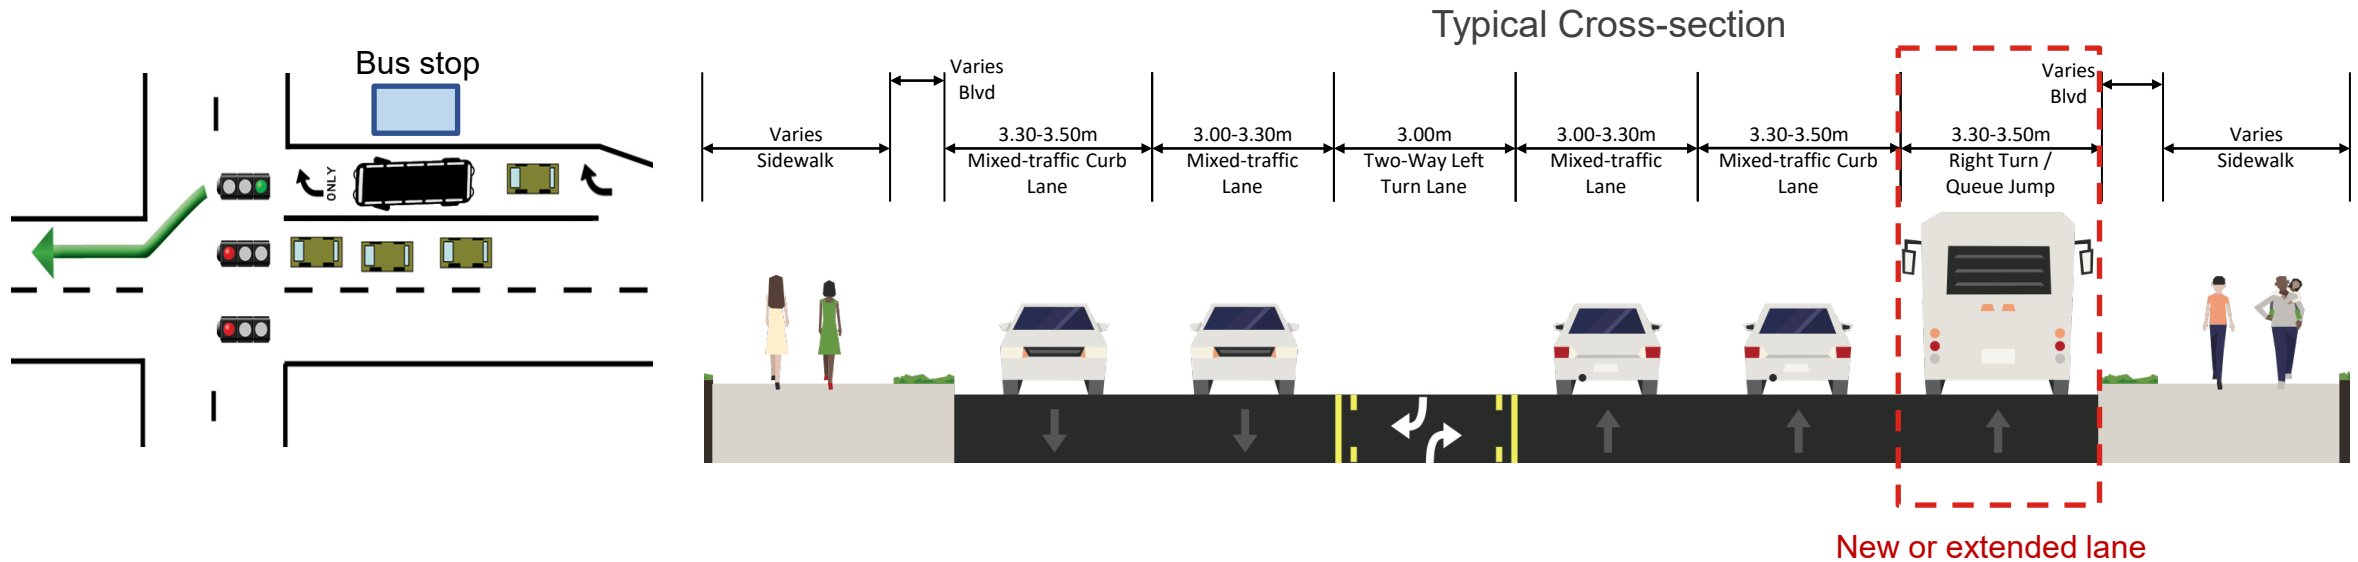 Typical Cross-section
Bus stop
ONLY
Varies
Blvd
Varies
Blvd
Varies
Sidewalk
3.30-3.50m
Mixed-traffic Curb
Lane
3.00-3.30m
Mixed-traffic
Lane
3.00m
Two-Way Left
Turn Lane
3.00-3.30m
Mixed-traffic
Lane
3.30-3.50m
Mixed-traffic Curb
Lane
3.30-3.50m
Right Turn /
Queue Jump
Varies
Sidewalk
New or extended lane